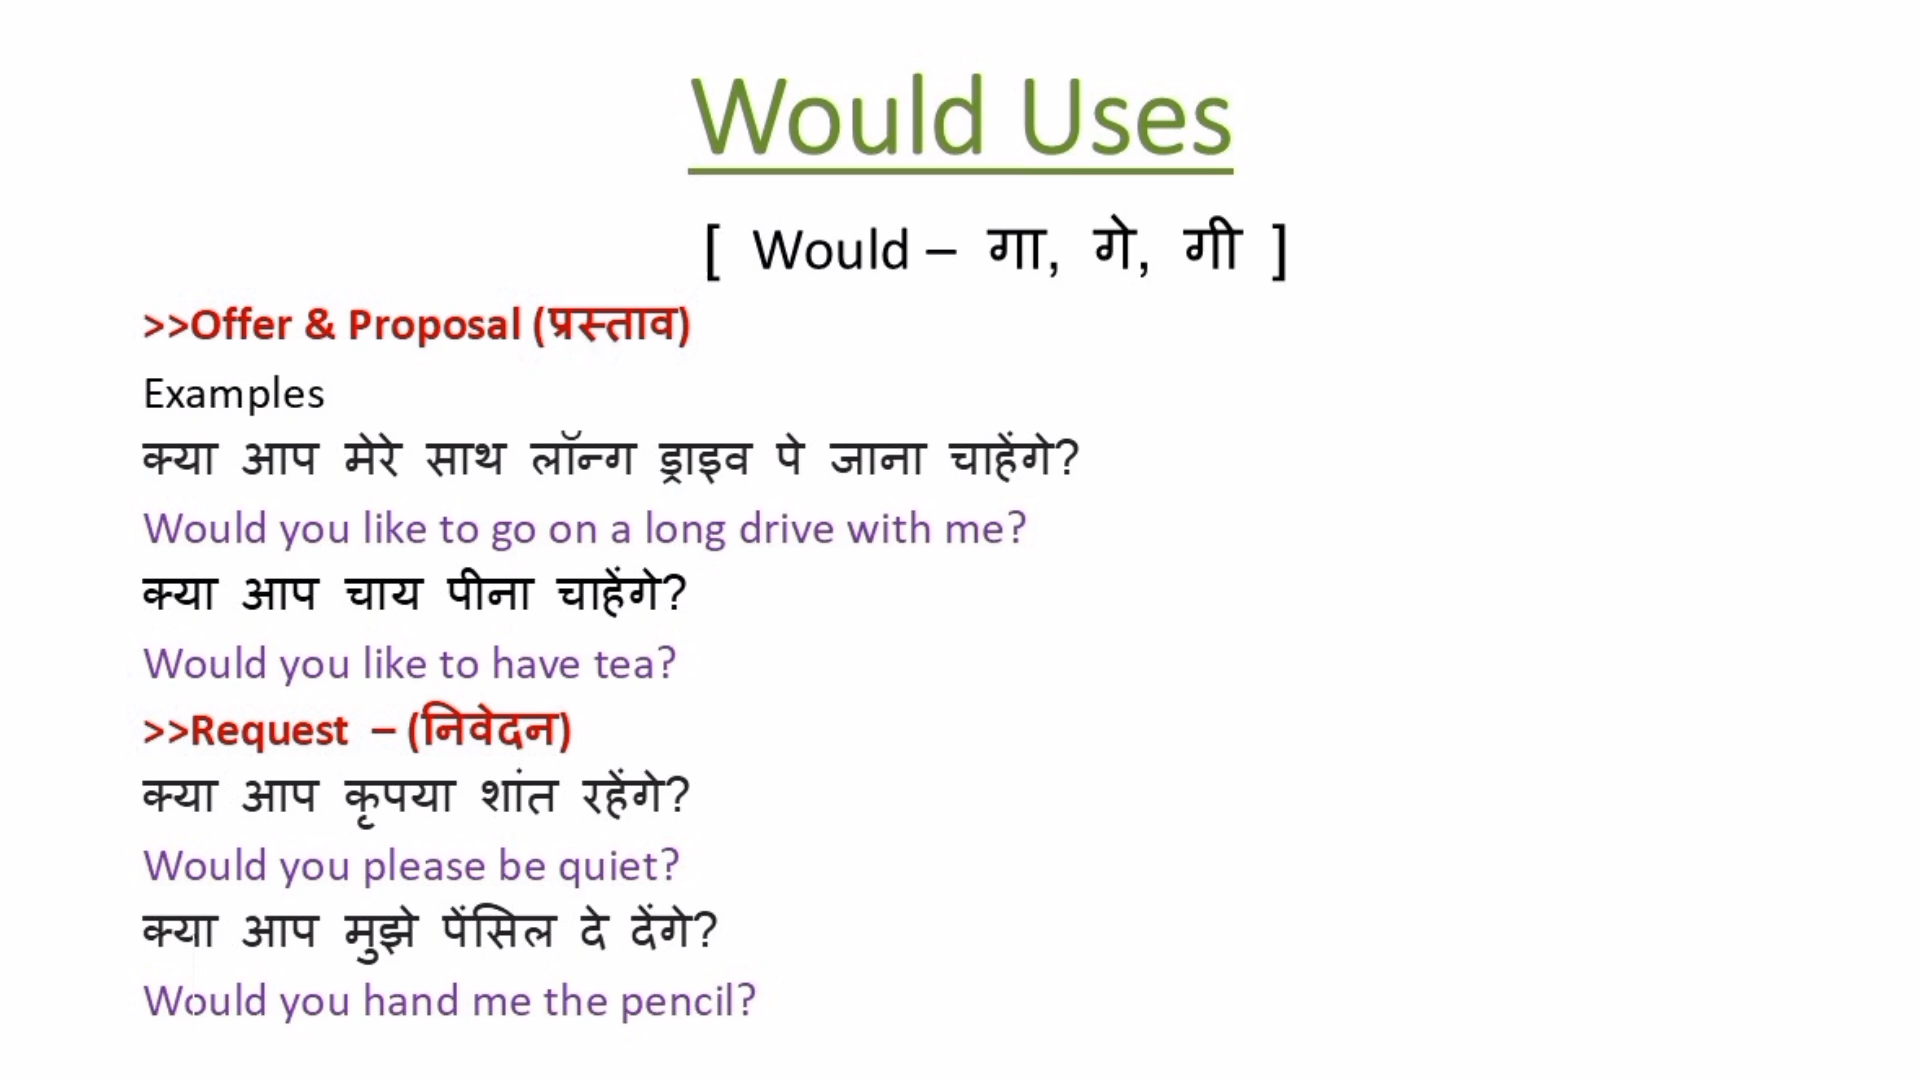 Would Uses
[ Would – गा, गे, गी ]
>>Offer & Proposal (प्रस्ताव)
Examples
क्या आप मेरे साथ लॉन्ग ड्राइव पे जाना चाहेंगे?
Would you like to go on a long drive with me?
क्या आप चाय पीना चाहेंगे?
Would you like to have tea?
>>Request – (निवेदन)
क्या आप कृपया शांत रहेंगे?
Would you please be quiet?
क्या आप मुझे पेंसिल दे देंगे?
Would you hand me the pencil?